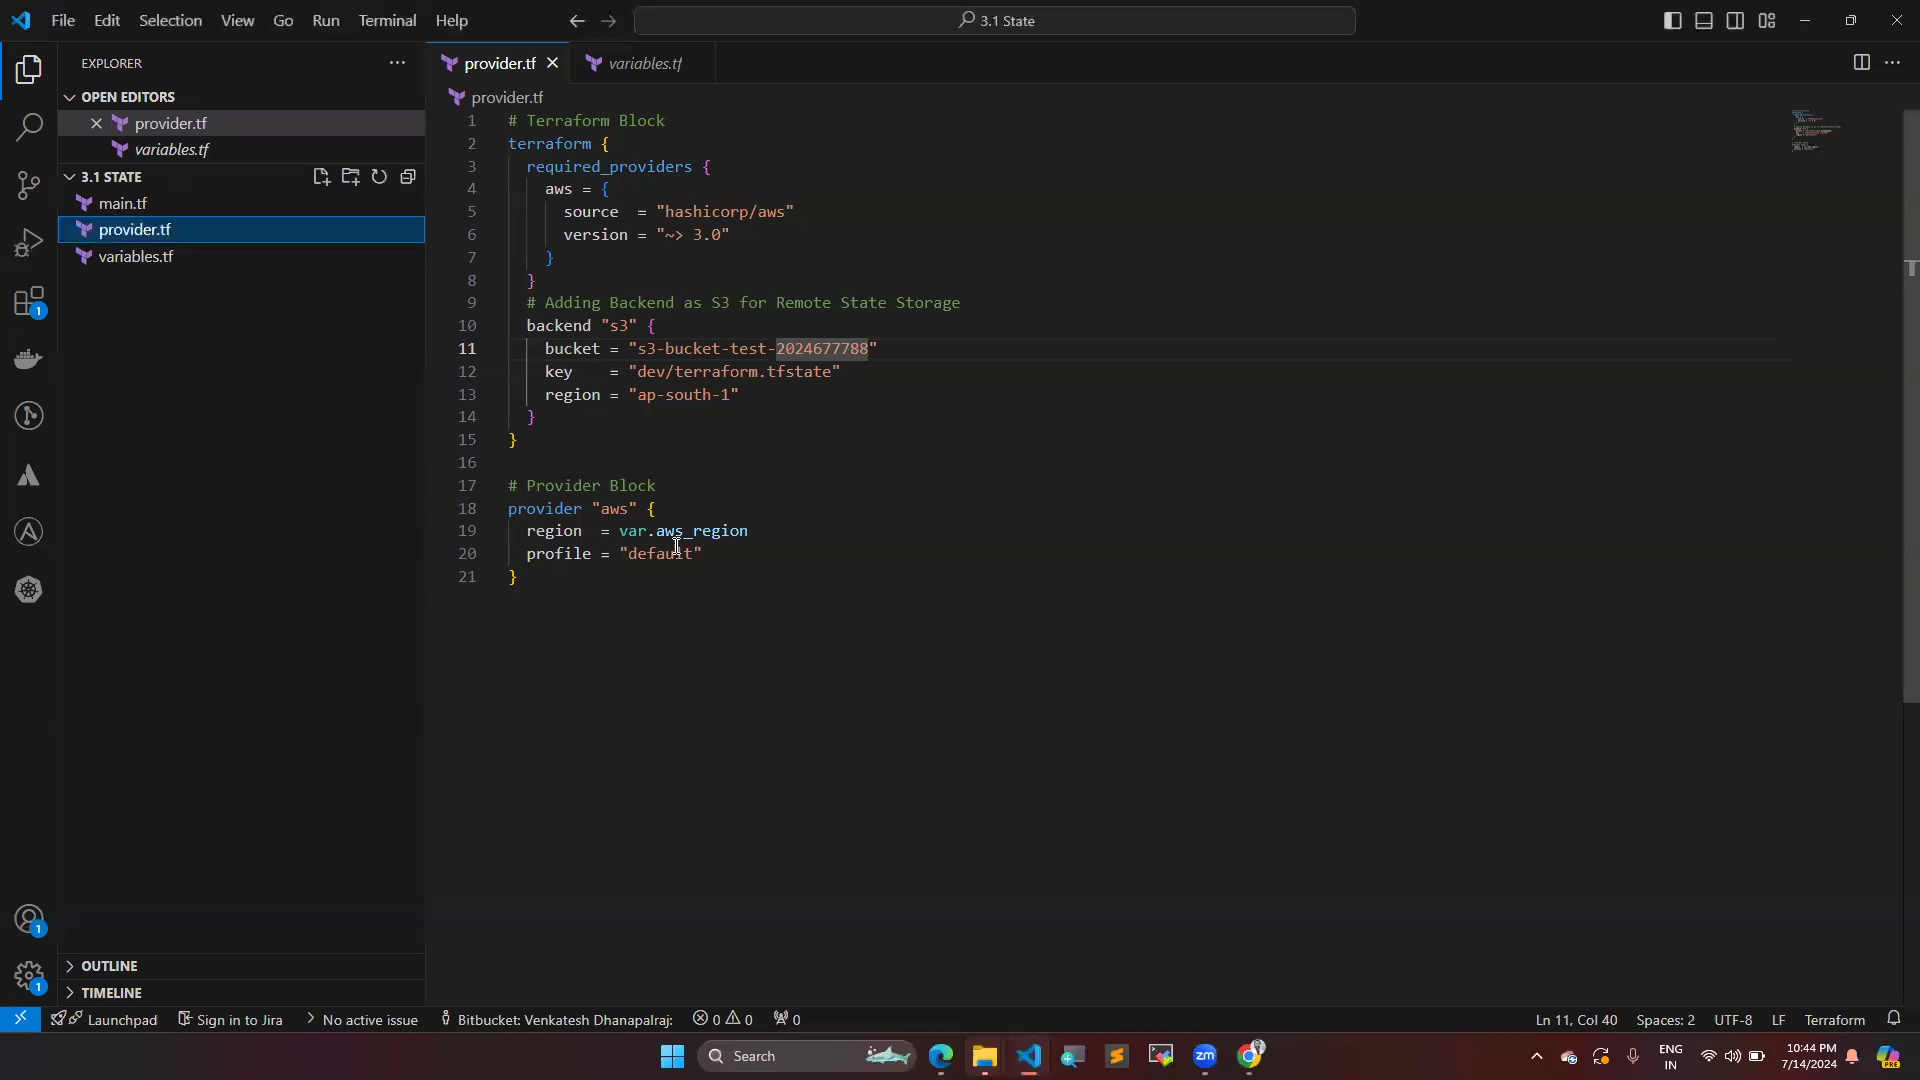 File Edit Selection View Go Run Terminal Help
3.1 State
EXPLORER
OPEN EDITORS
provider.tf
variables.tf
3.1 STATE
main.tf
provider.tf
variables.tf
OUTLINE
TIMELINE
provider.tf
variables.tf
provider.tf
1 # Terraform Block
2 terraform {
3 required_providers {
4 aws = {
5 source = "hashicorp/aws"
6 version = "~> 3.0"
7 }
8 }
9 # Adding Backend as S3 for Remote State Storage
10 backend "s3" {
11 bucket = "s3-bucket-test-2024677788"
12 key = "dev/terraform.tfstate"
13 region = "ap-south-1"
14 }
15 }
16
17 # Provider Block
18 provider "aws" {
19 region = var.aws_region
20 profile = "default"
21 }
1
1
1
Launchpad Sign in to Jira No active issue Bitbucket: Venkatesh Dhanapalraj: 0 0 0 Ln 11, Col 40 Spaces: 2 UTF-8 LF Terraform
Search
zm
ENG
IN
10:44 PM
7/14/2024
PRE